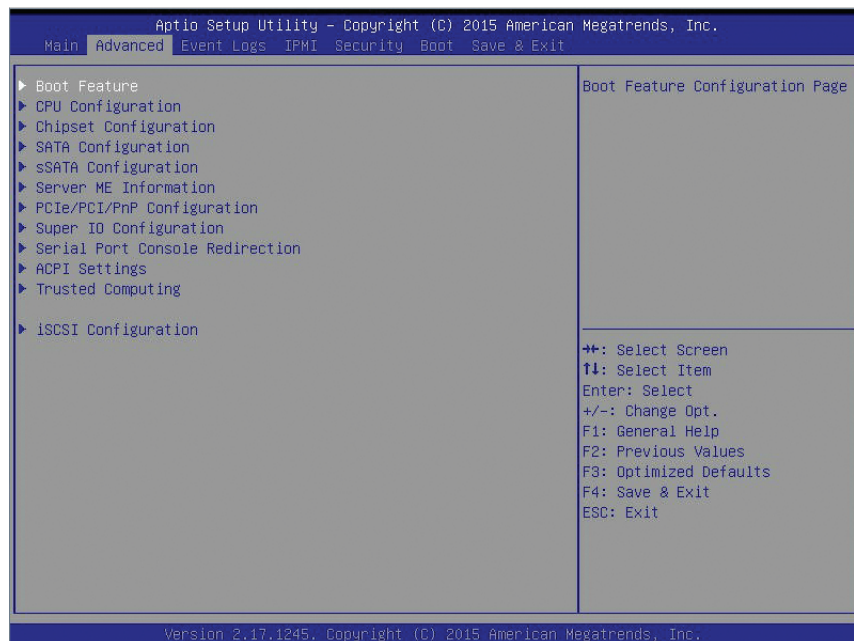 Aptio Setup Utility – Copyright (C) 2015 American Megatrends, Inc.
Main Advanced Event Logs IPMI Security Boot Save & Exit
Boot Feature
CPU Configuration
Chipset Configuration
SATA Configuration
sSATA Configuration
Server ME Information
PCIe/PCI/PnP Configuration
Super IO Configuration
Serial Port Console Redirection
ACPI Settings
Trusted Computing
iSCSI Configuration
Boot Feature Configuration Page
→←: Select Screen
↑↓: Select Item
Enter: Select
+/-: Change Opt.
F1: General Help
F2: Previous Values
F3: Optimized Defaults
F4: Save & Exit
ESC: Exit
Version 2.17.1245. Copyright (C) 2015 American Megatrends, Inc.